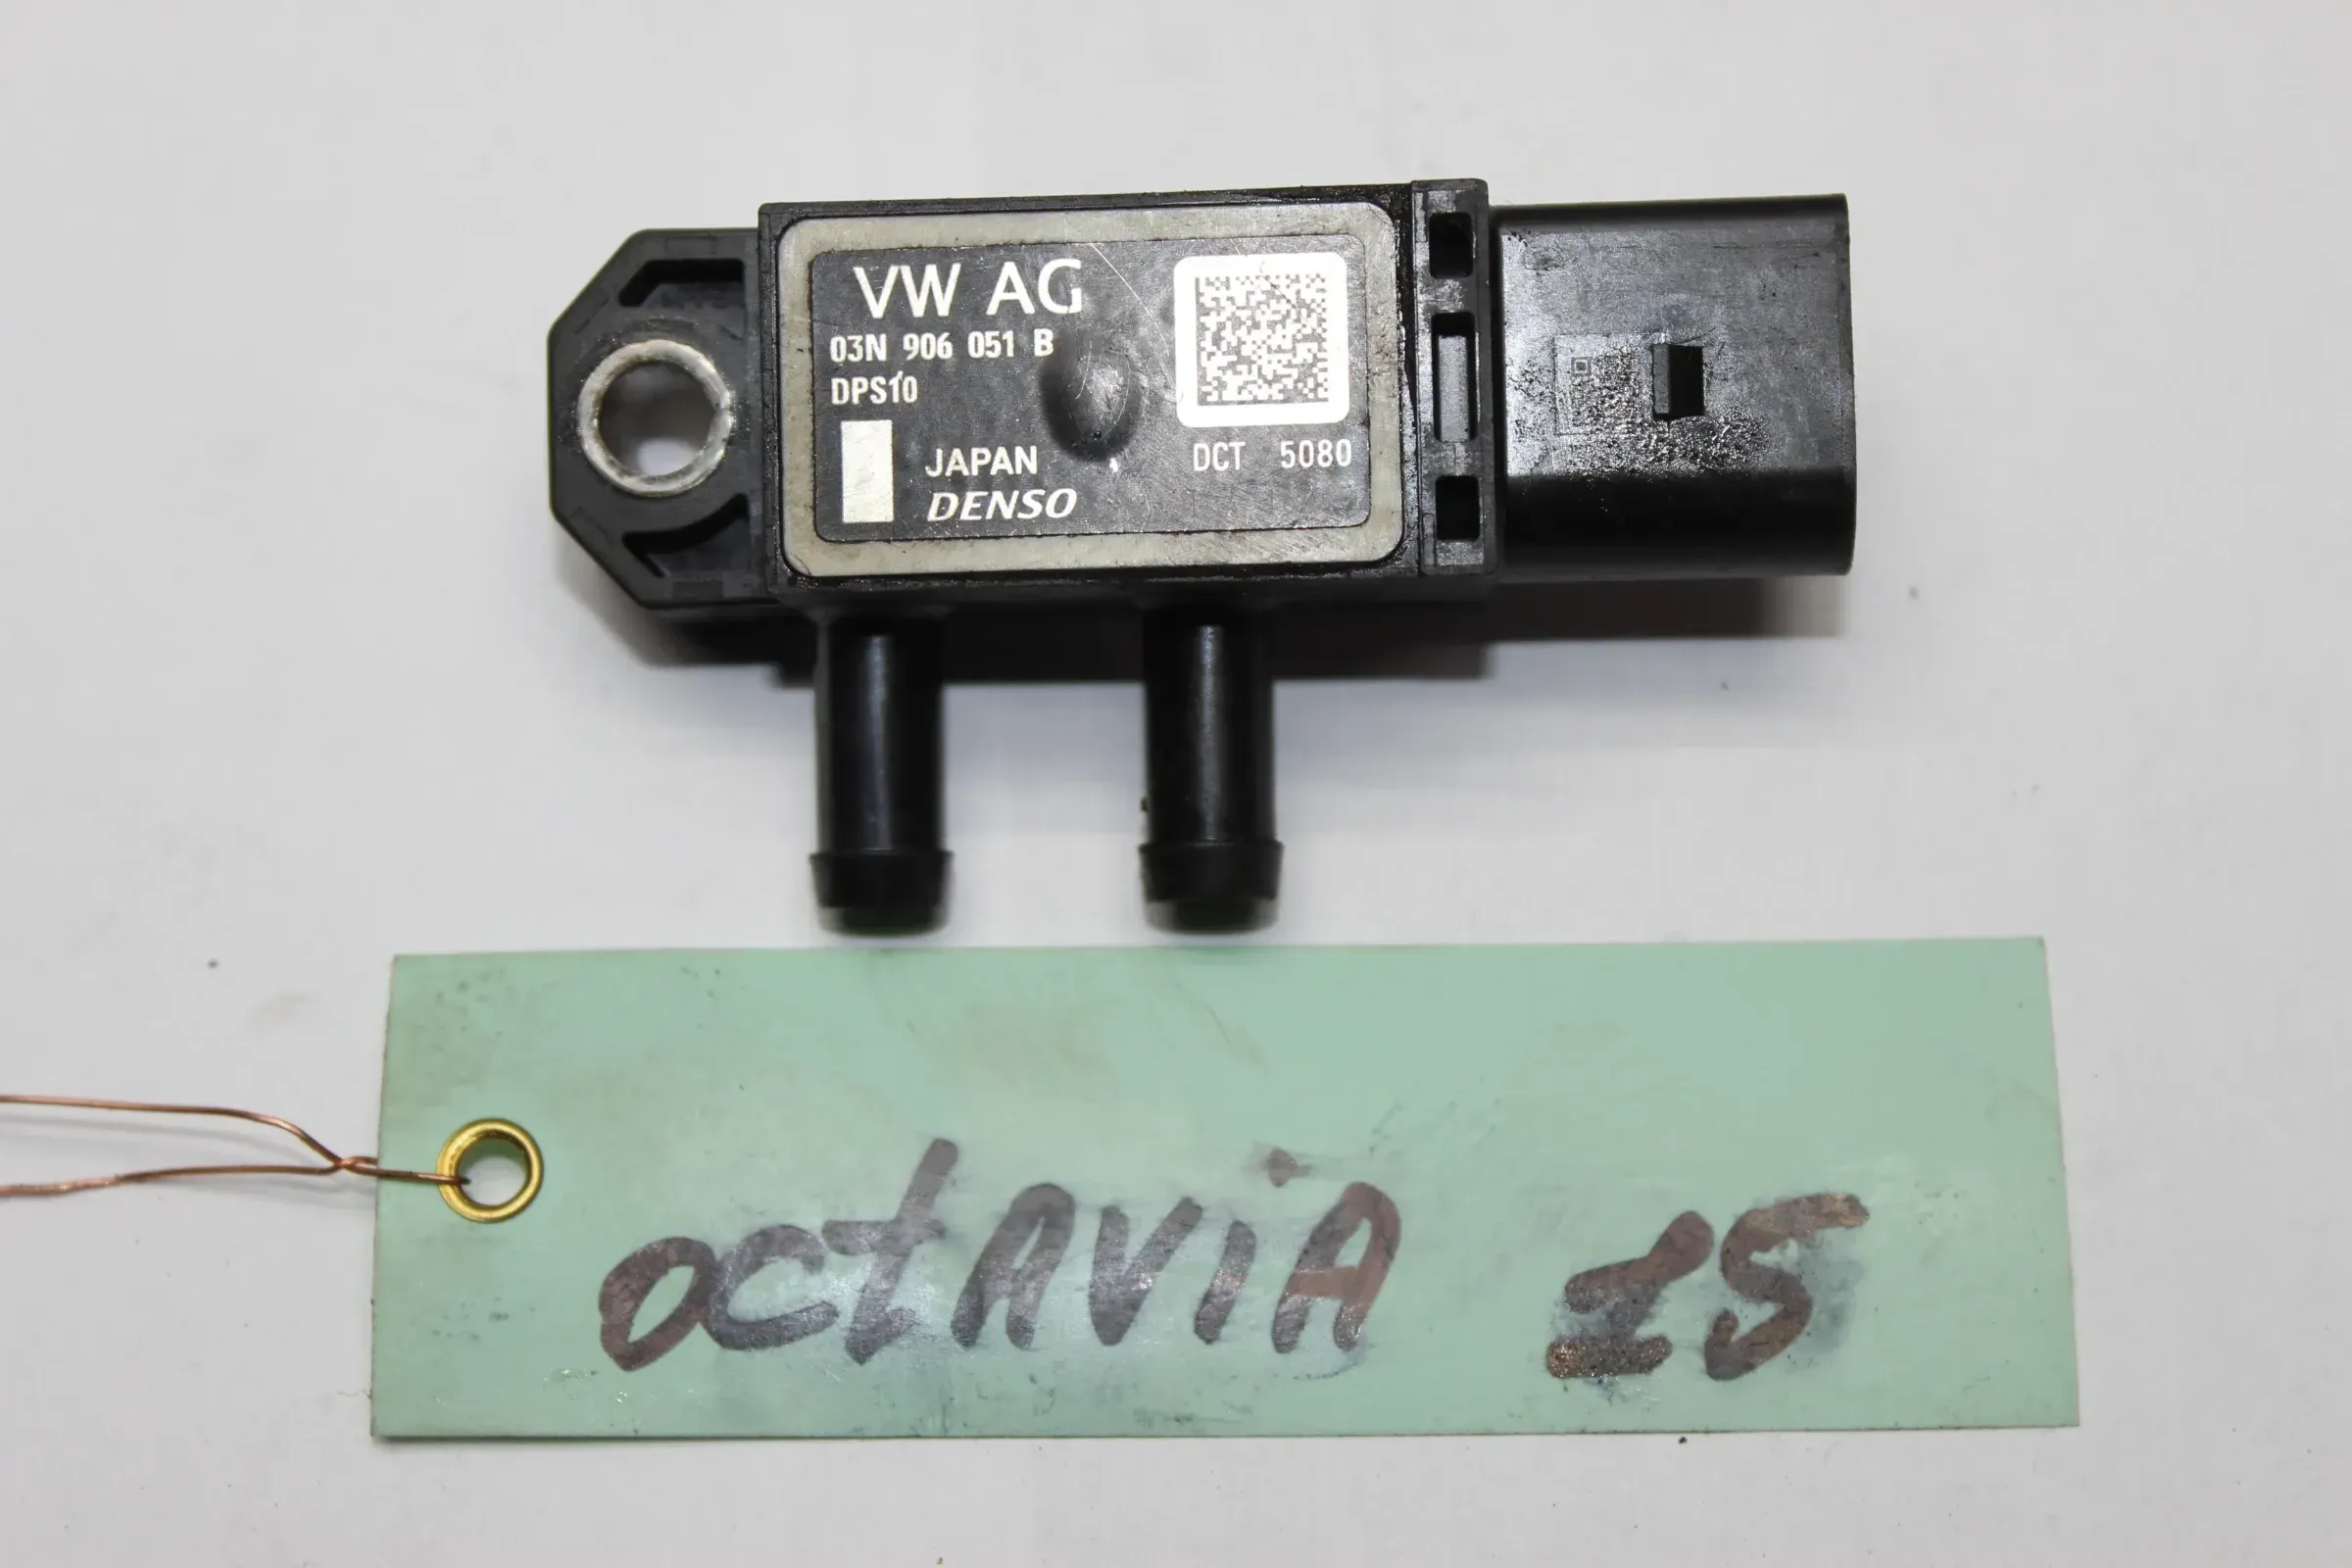 VW AG
03N 906 051 B
DPS10
JAPAN
DENSO
DCT 5080
octAViA 15